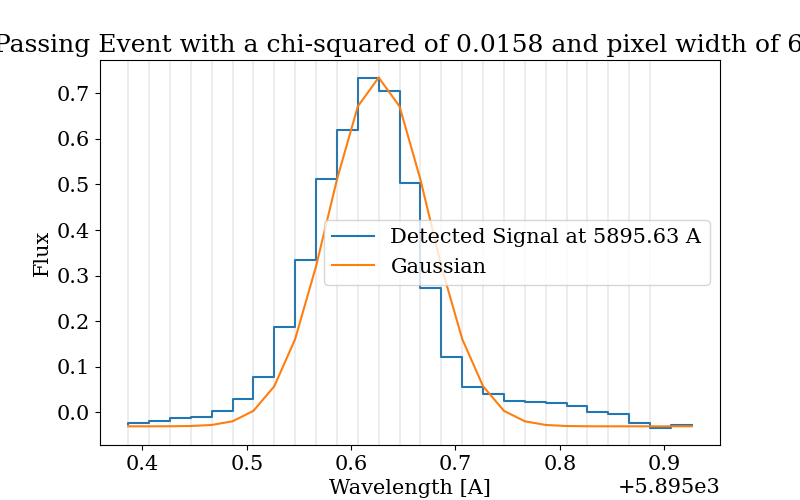 Passing Event with a chi-squared of 0.0158 and pixel width of 6
Flux
0.7
0.6
0.5
0.4
0.3
0.2
0.1
0.0
Detected Signal at 5895.63 A
Gaussian
0.4 0.5 0.6 0.7 0.8 0.9
Wavelength [A]
+5.895e3